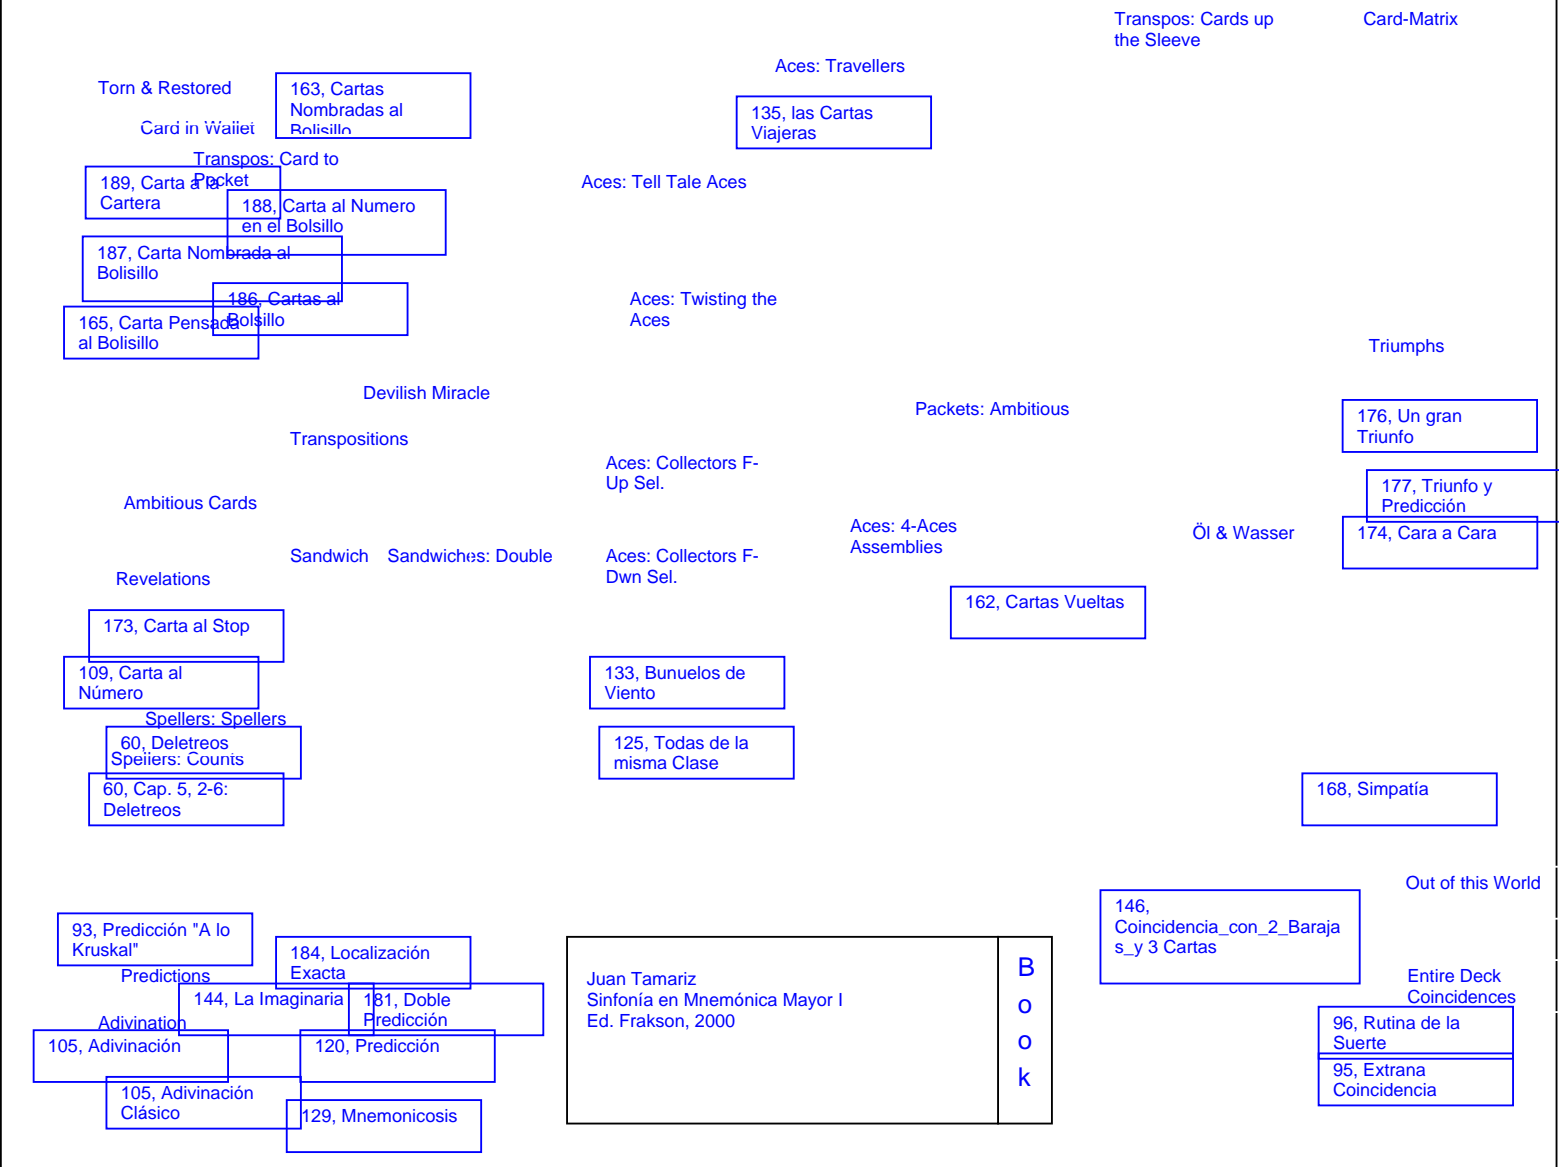 Transpos: Cards up
the Sleeve
Card-Matrix
Aces: Travellers
Torn & Restored
163, Cartas
Nombradas al
Bolisillo
135, las Cartas
Viajeras
Card in Wallet
Transpos: Card to
Pocket
189, Carta a la
Cartera
Aces: Tell Tale Aces
188, Carta al Numero
en el Bolsillo
187, Carta Nombrada al
Bolisillo
186, Cartas al
Bolsillo
Aces: Twisting the
Aces
165, Carta Pensada
al Bolisillo
Triumphs
Devilish Miracle
Packets: Ambitious
176, Un gran
Triunfo
Transpositions
Aces: Collectors F-
Up Sel.
177, Triunfo y
Predicción
Ambitious Cards
Aces: 4-Aces
Assemblies
Öl & Wasser
174, Cara a Cara
Sandwich
Sandwiches: Double
Aces: Collectors F-
Dwn Sel.
Revelations
162, Cartas Vueltas
173, Carta al Stop
109, Carta al
Número
133, Bunuelos de
Viento
Spellers: Spellers
60, Deletreos
Spellers: Counts
125, Todas de la
misma Clase
60, Cap. 5, 2-6:
Deletreos
168, Simpatía
Out of this World
146,
Coincidencia_con_2_Baraja
s_y 3 Cartas
93, Predicción "A lo
Kruskal"
184, Localización
Exacta
Predictions
144, La Imaginaria
181, Doble
Predicción
Juan Tamariz
Sinfonía en Mnemónica Mayor I
Ed. Frakson, 2000
B
o
o
k
Entire Deck
Coincidences
Adivination
105, Adivinación
120, Predicción
96, Rutina de la
Suerte
95, Extrana
Coincidencia
105, Adivinación
Clásico
129, Mnemonicosis